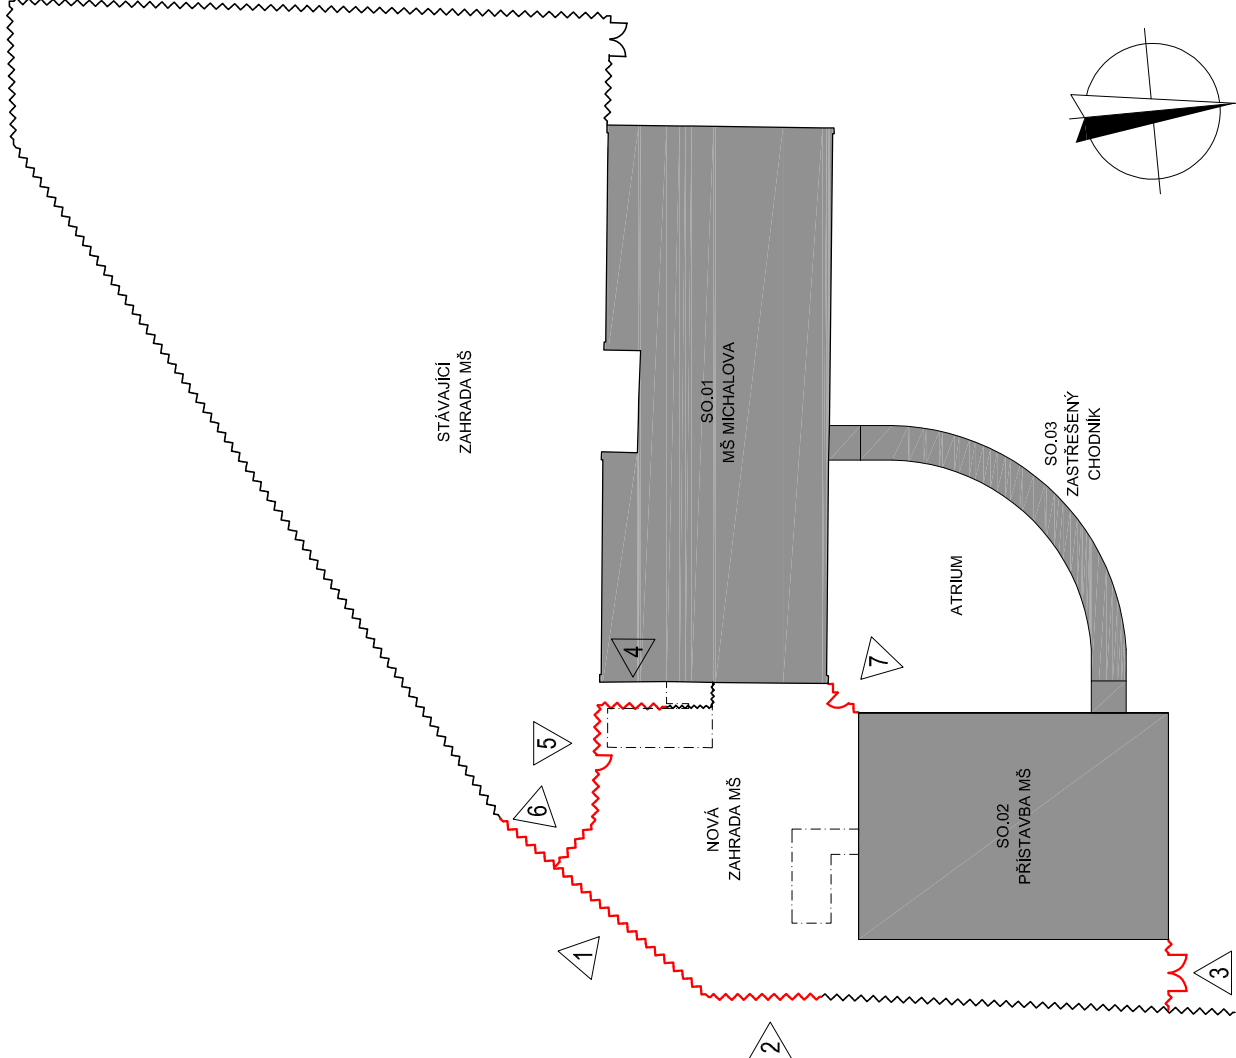 STÁVAJÍCÍ
ZAHRADA MŠ
SO.01
MŠ MICHALOVA
SO.03
ZASTŘEŠENÝ
CHODNÍK
ATRIUM
NOVÁ
ZAHRADA MŠ
SO.02
PŘÍSTAVBA MŠ
4
7
5
6
1
3
2